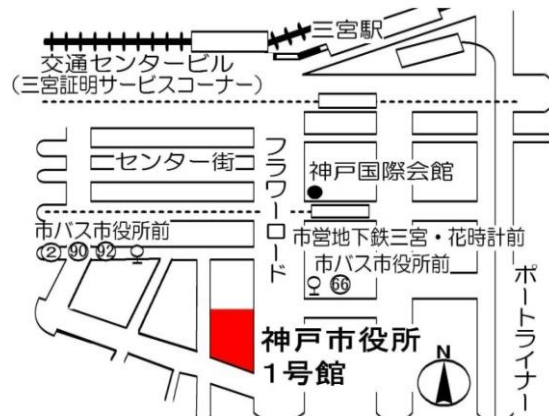 三宮駅
交通センタービル
(三宮証明サービスコーナー)
センター街
フラワーロード
神戸国際会館
市バス市役所前
② 90 92
市営地下鉄三宮・花時計前
市バス市役所前
66
ポートライナー
神戸市役所
1号館
N